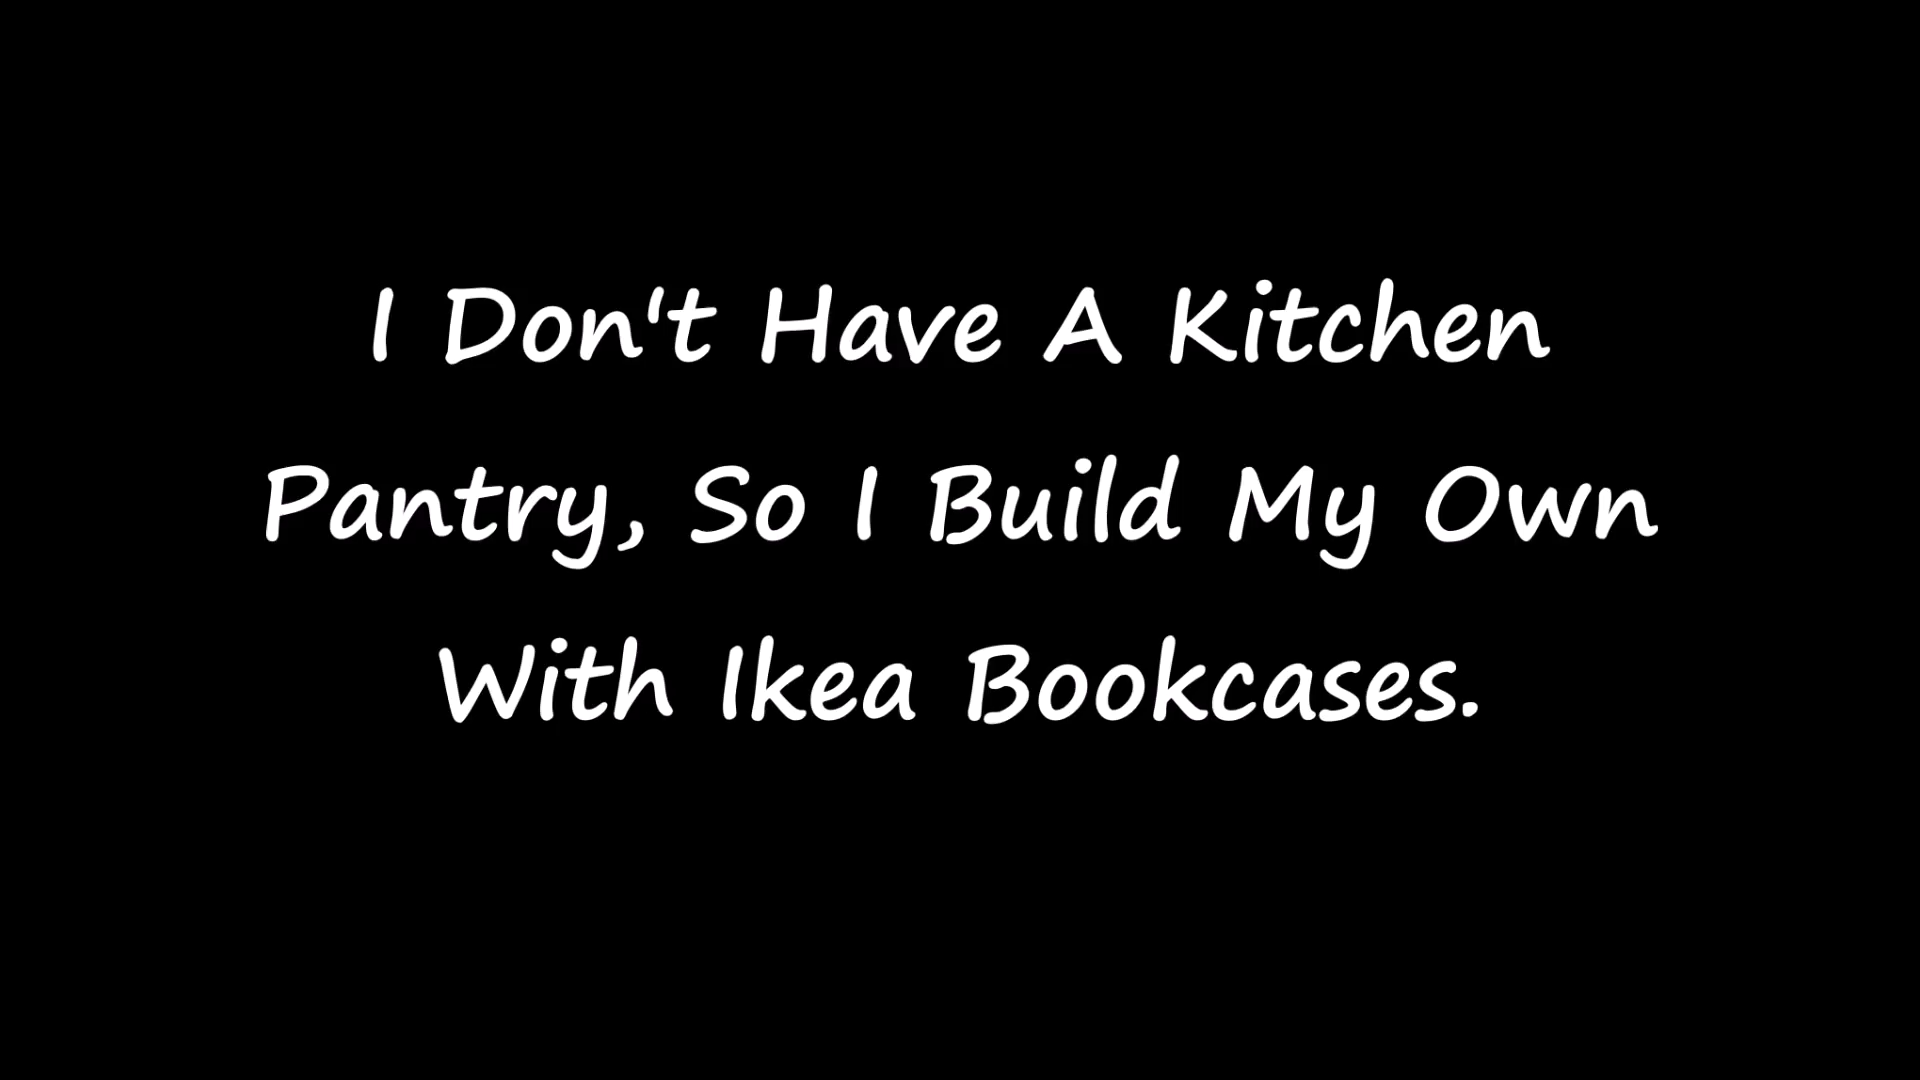 I Don't Have A Kitchen
Pantry, So I Build My Own
With Ikea Bookcases.